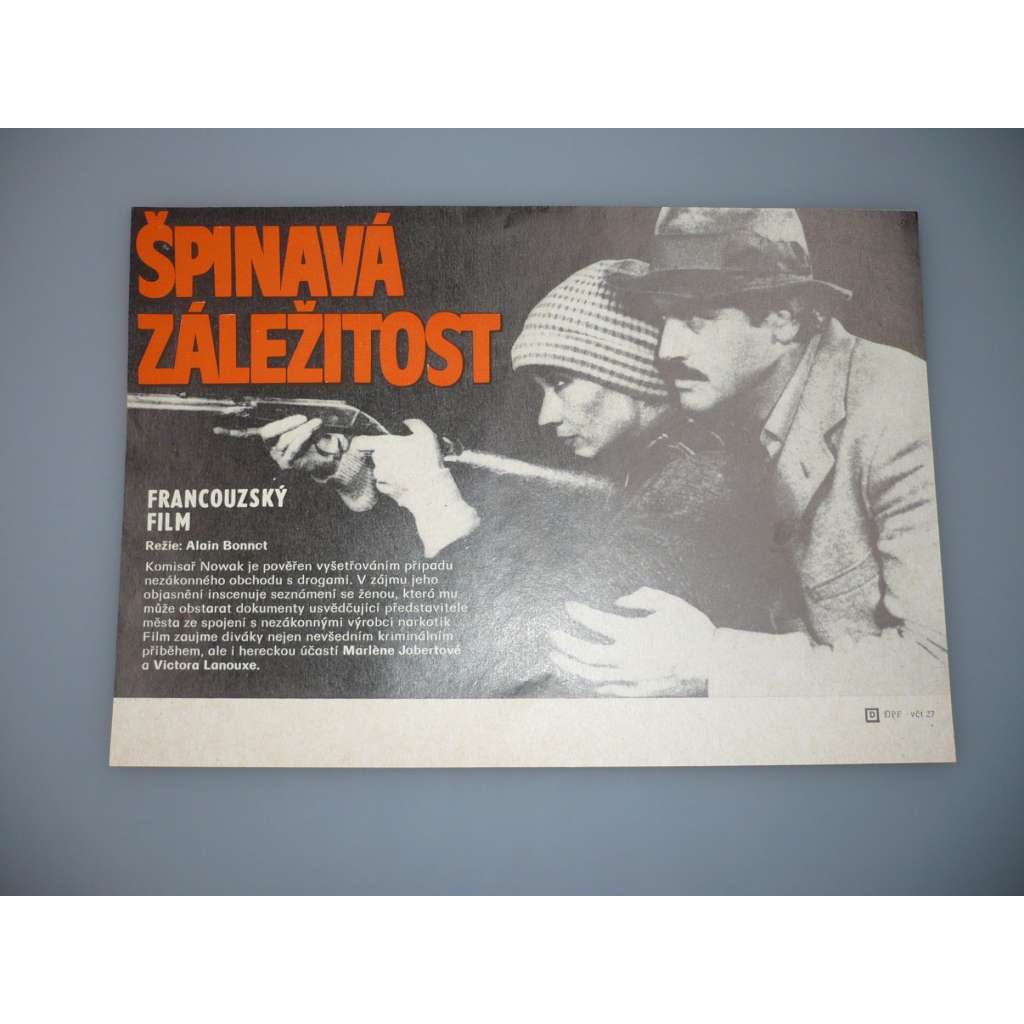 ŠPINAVÁ
ZÁLEŽITOST
FRANCOUZSKÝ
FILM
Režie: Alain Bonnot
Komisař Nowak je pověřen vyšetřováním případu
nezákonného obchodu s drogami. V zájmu jeho
objasnění inscenuje seznámení se ženou, která mu
může obstarat dokumenty usvědčující představitele
města ze spojení s nezákonnými výrobci narkotik
Film zaujme diváky nejen nevšedním kriminálním
příběhem, ale i hereckou účastí Marlène Jobertové
a Victora Lanouxe.
D